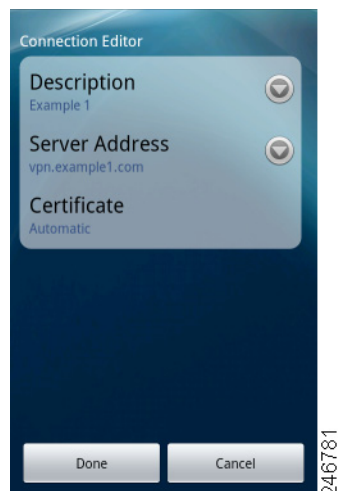 Connection Editor
Description
Example 1
Server Address
vpn.example1.com
Certificate
Automatic
Done
Cancel
246781